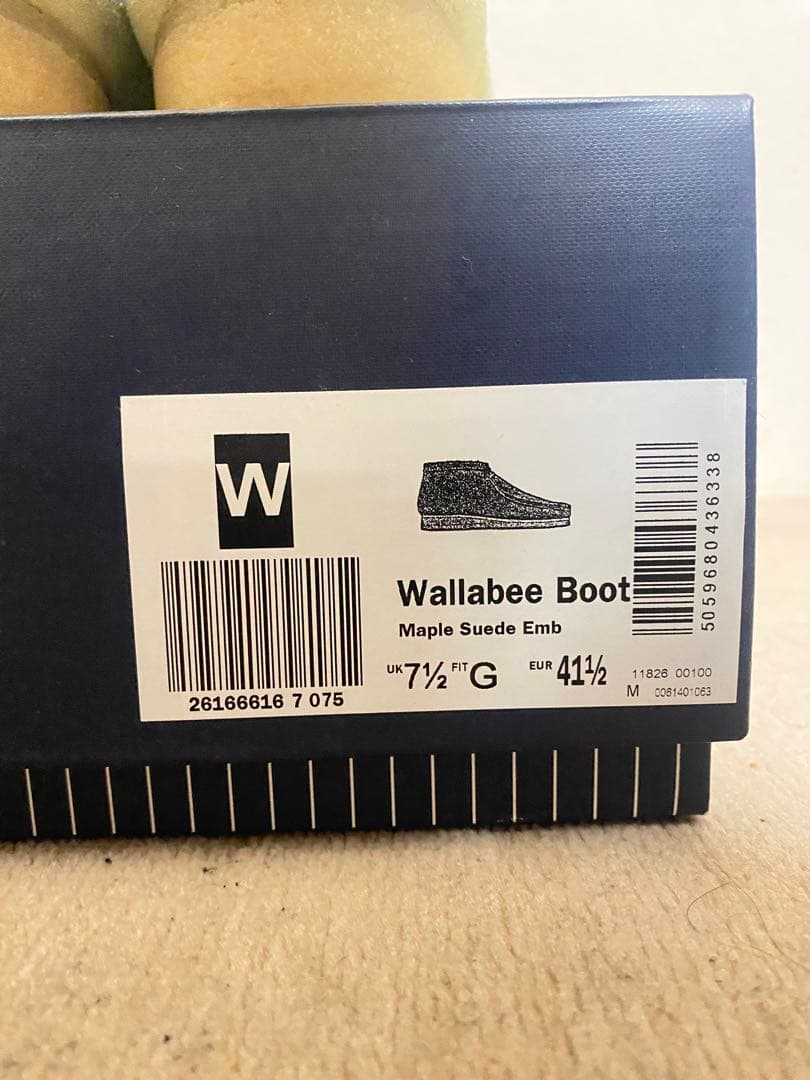 W
26166616 7 075
Wallabee Boot
Maple Suede Emb
UK 7½ FIT G EUR 41½
5059680436338
11826 00100
M 0061401063